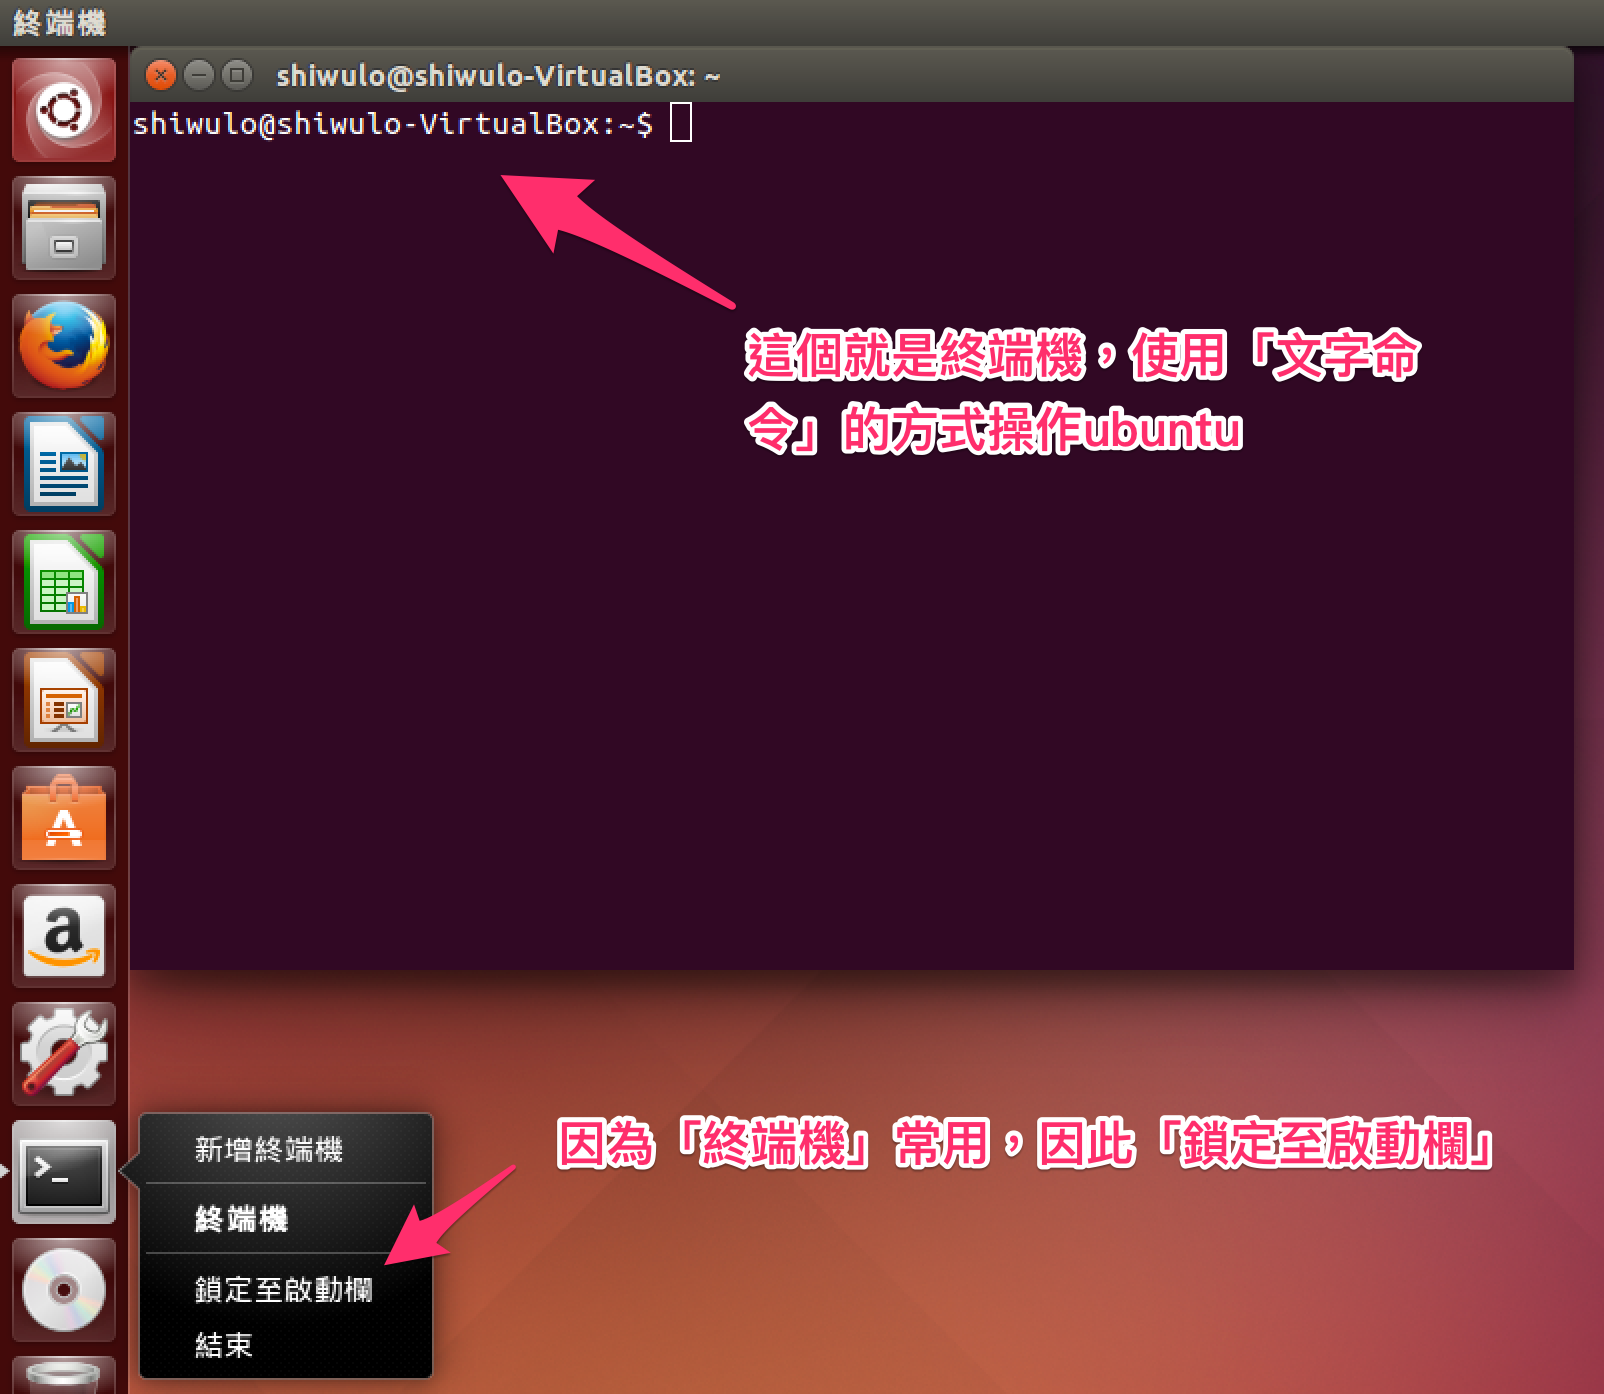 終端機
shiwulo@shiwulo-VirtualBox: ~
shiwulo@shiwulo-VirtualBox:~$
這個就是終端機，使用「文字命
令」的方式操作ubuntu
因為「終端機」常用，因此「鎖定至啟動欄」
新增終端機
終端機
鎖定至啟動欄
結束